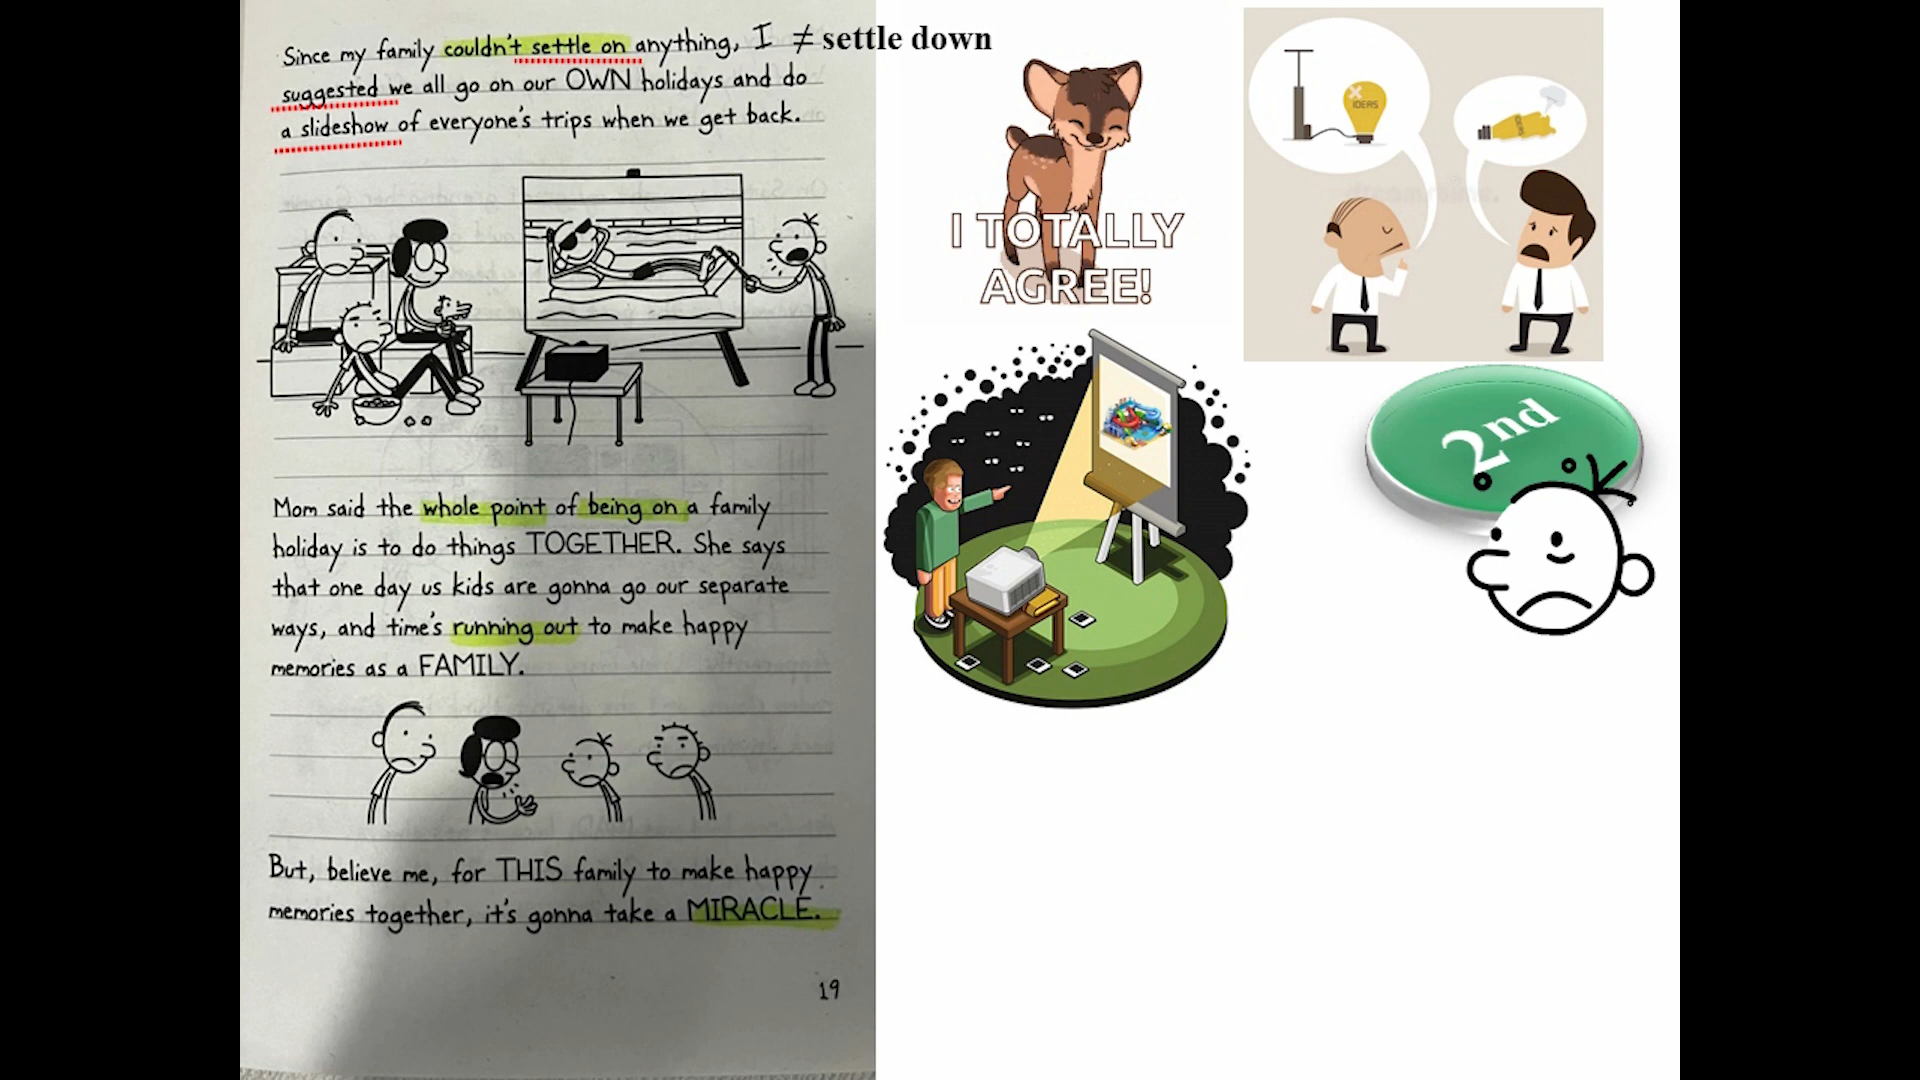 Since my family couldn't settle on anything, I ≠ settle down
suggested we all go on our OWN holidays and do
a slideshow of everyone's trips when we get back.
I TOTALLY
AGREE!
IDEAS
IDEAS
2nd
Mom said the whole point of being on a family
holiday is to do things TOGETHER. She says
that one day us kids are gonna go our separate
ways, and time's running out to make happy
memories as a FAMILY.
But, believe me, for THIS family to make happy
memories together, it's gonna take a MIRACLE.
19